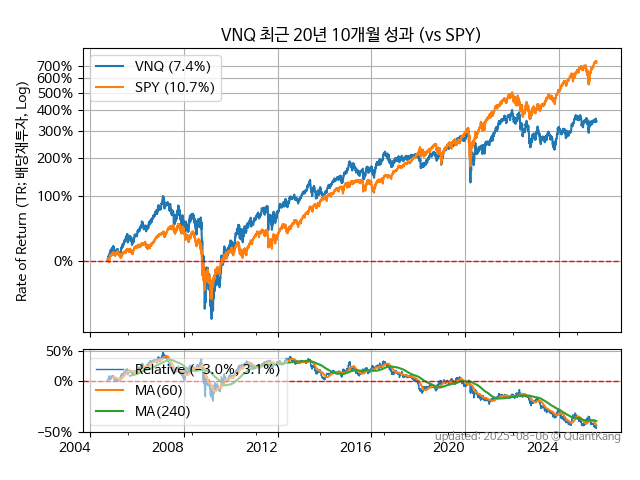 VNQ 최근 20년 10개월 성과 (vs SPY)
Rate of Return (TR: 배당재투자, Log)
700%
600%
500%
400%
300%
200%
100%
0%
VNQ (7.4%)
SPY (10.7%)
50%
0%
−50%
Relative (−3.0%, 3.1%)
MA(60)
MA(240)
2004
2008
2012
2016
2020
2024
updated: 2025-08-06 © QuantKang